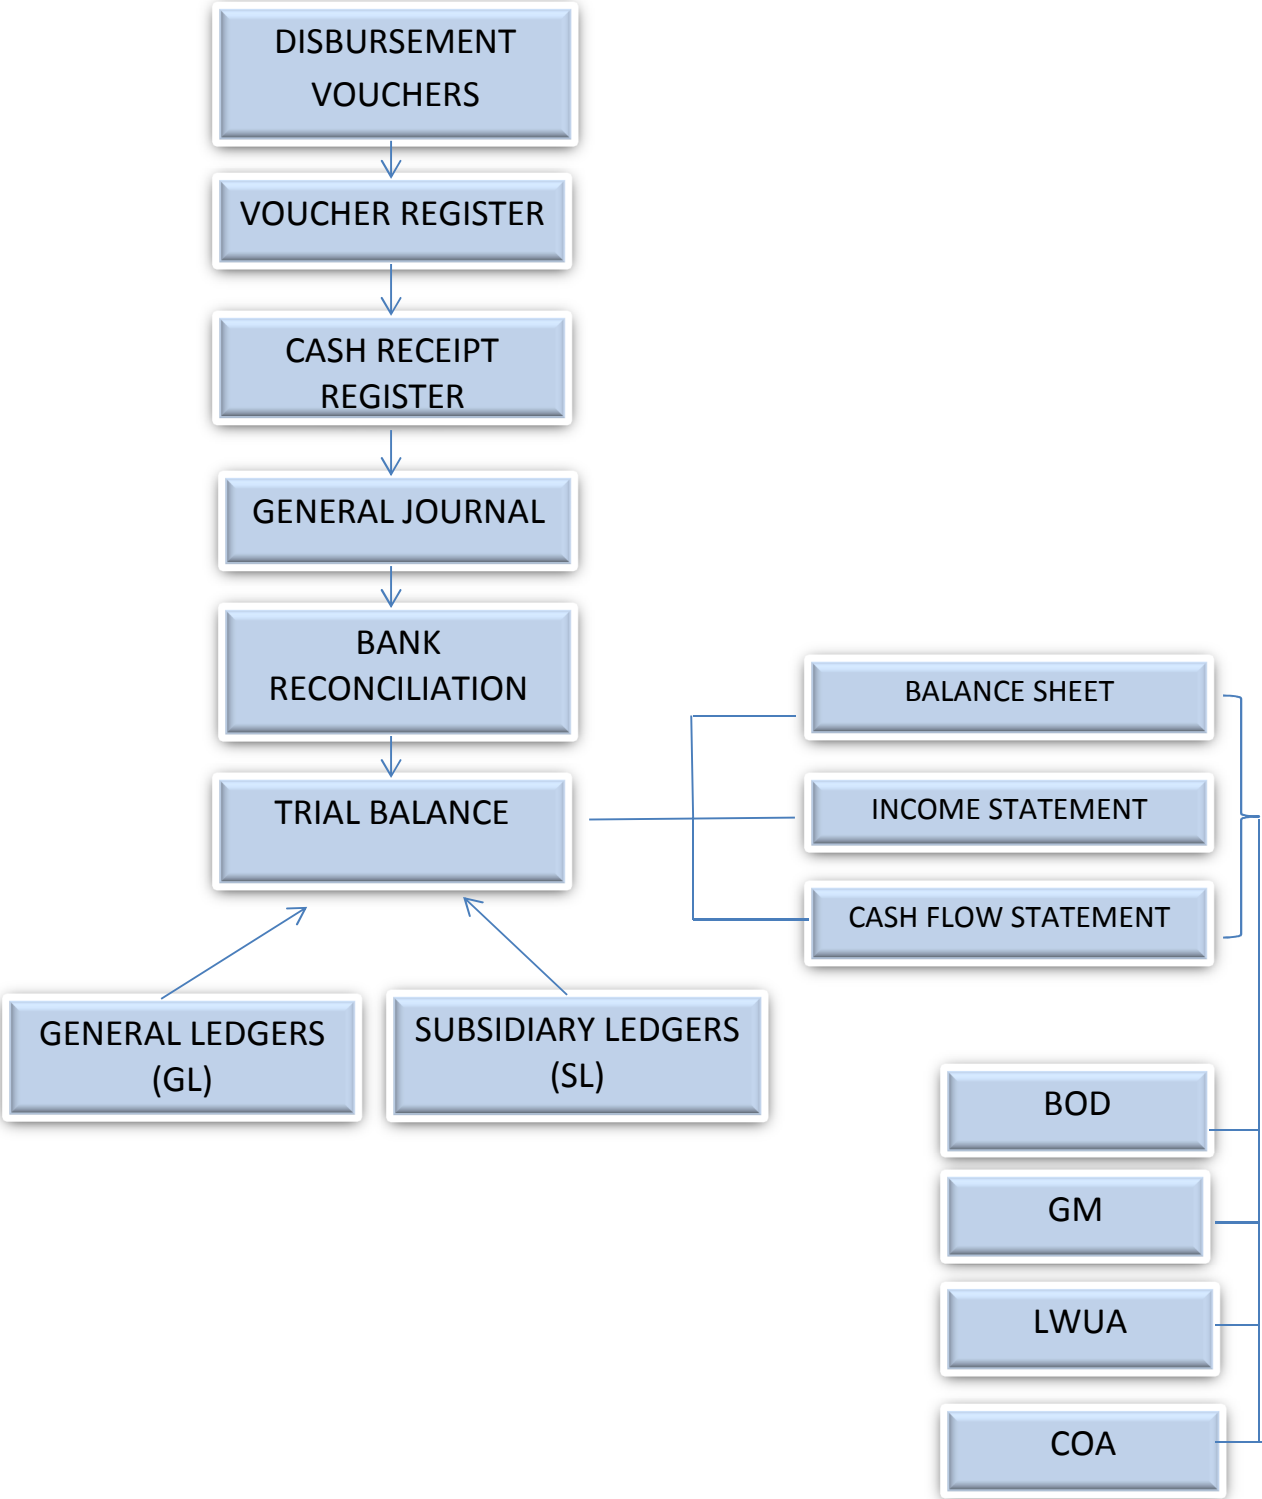 DISBURSEMENT
VOUCHERS
VOUCHER REGISTER
CASH RECEIPT
REGISTER
GENERAL JOURNAL
BANK
RECONCILIATION
TRIAL BALANCE
BALANCE SHEET
INCOME STATEMENT
CASH FLOW STATEMENT
GENERAL LEDGERS
(GL)
SUBSIDIARY LEDGERS
(SL)
BOD
GM
LWUA
COA